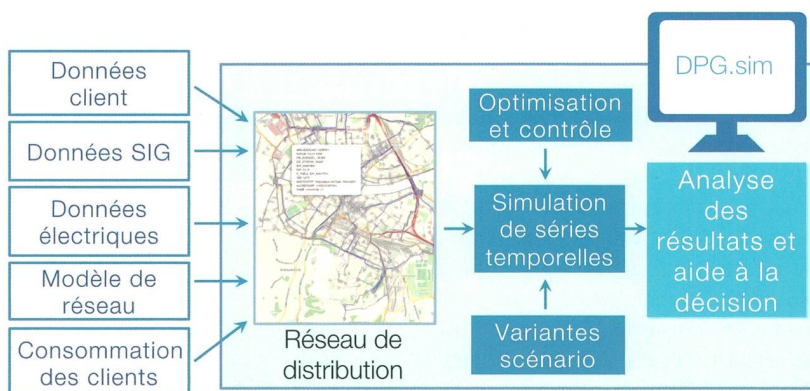 Données
client
Données SIG
Données
électriques
Modèle de
réseau
Consommation
des clients
Réseau de
distribution
Optimisation
et contrôle
Simulation
de séries
temporelles
Variantes
scénario
DPG.sim
Analyse
des
résultats et
aide à la
décision